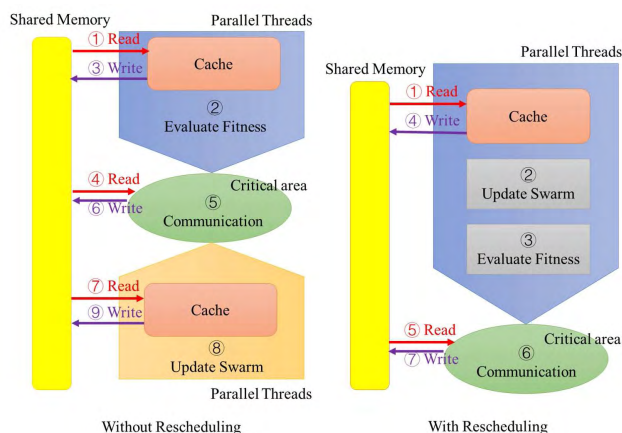 Shared Memory
Parallel Threads
① Read
③ Write
Cache
②
Evaluate Fitness
④ Read
⑥ Write
Critical area
⑤
Communication
⑦ Read
⑨ Write
Cache
⑧
Update Swarm
Parallel Threads
Without Rescheduling
Parallel Threads
Shared Memory
① Read
④ Write
Cache
②
Update Swarm
③
Evaluate Fitness
⑤ Read
⑦ Write
Critical area
⑥
Communication
With Rescheduling